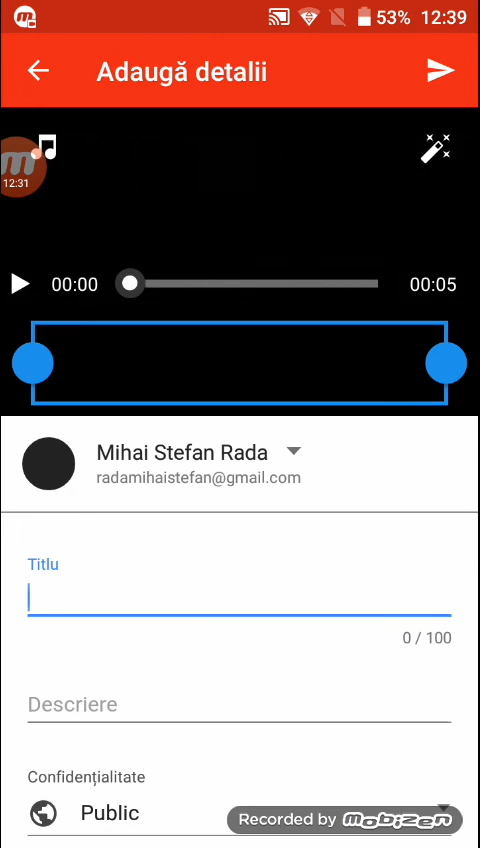 53% 12:39
Adaugă detalii
12:31
00:00 00:05
Mihai Stefan Rada
radamihaistefan@gmail.com
Titlu
0 / 100
Descriere
Confidențialitate
Public
Recorded by mobizen